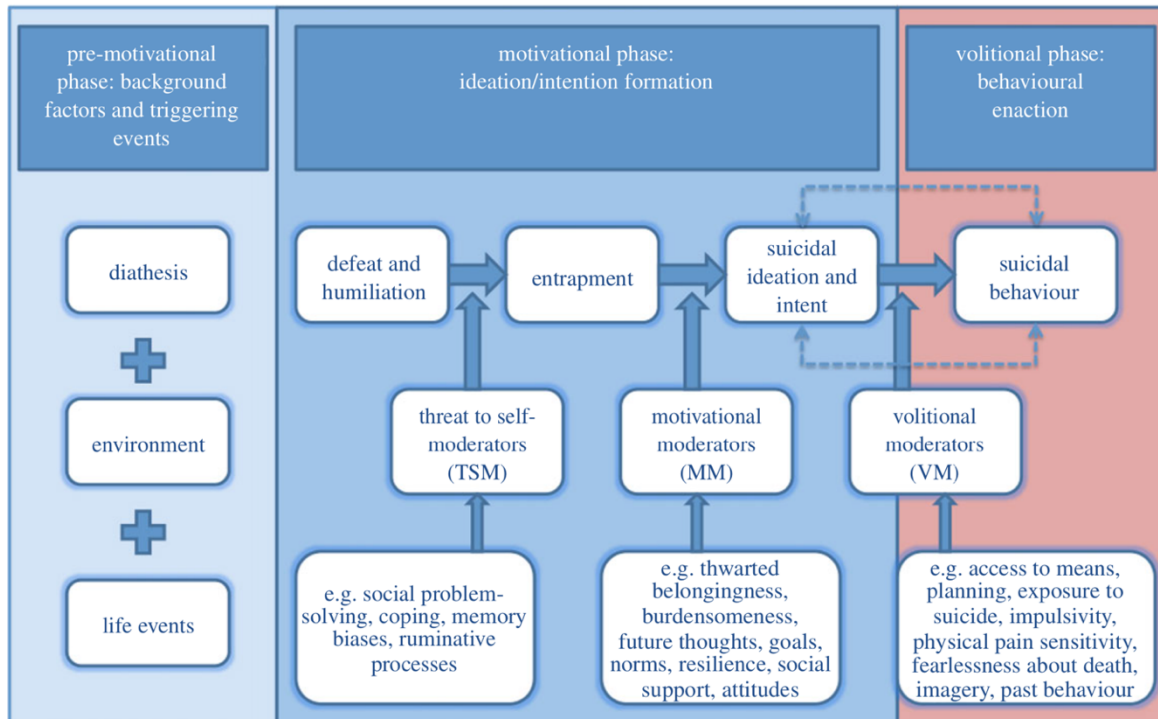 pre-motivational
phase: background
factors and triggering
events
motivational phase:
ideation/intention formation
volitional phase:
behavioural
enaction
diathesis
environment
life events
defeat and
humiliation
entrapment
suicidal
ideation and
intent
suicidal
behaviour
threat to self-
moderators
(TSM)
motivational
moderators
(MM)
volitional
moderators
(VM)
e.g. social problem-
solving, coping, memory
biases, ruminative
processes
e.g. thwarted
belongingness,
burdensomeness,
future thoughts, goals,
norms, resilience, social
support, attitudes
e.g. access to means,
planning, exposure to
suicide, impulsivity,
physical pain sensitivity,
fearlessness about death,
imagery, past behaviour